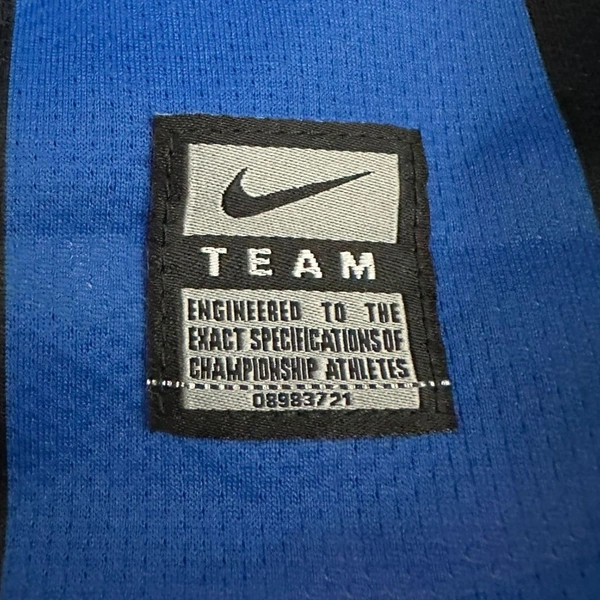 TEAM
ENGINEERED TO THE
EXACT SPECIFICATIONS OF
CHAMPIONSHIP ATHLETES
08983721